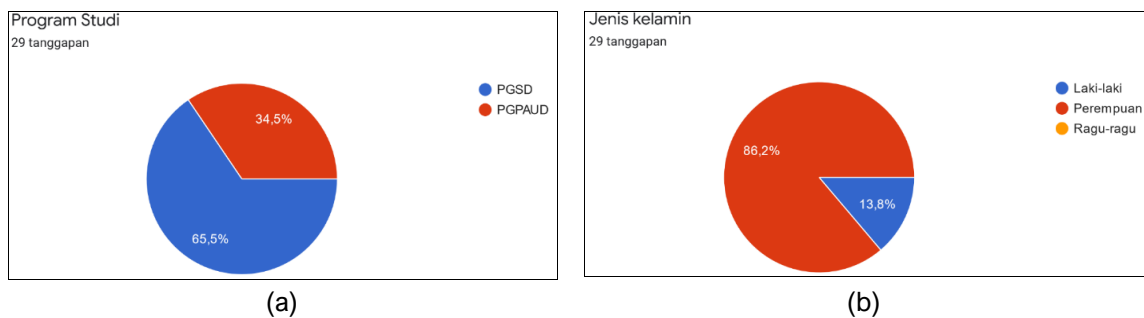 Program Studi
29 tanggapan
PGSD
PGPAUD
34,5%
65,5%
(a)
Jenis kelamin
29 tanggapan
Laki-laki
Perempuan
Ragu-ragu
86,2%
13,8%
(b)